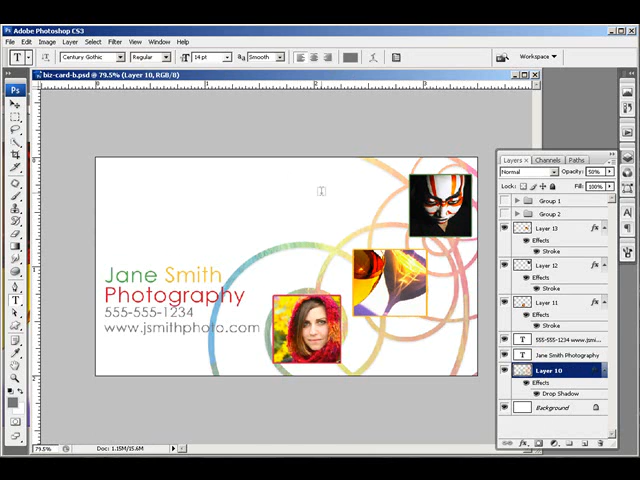 Adobe Photoshop CS3
File Edit Image Layer Select Filter View Window Help
Century Gothic Regular 14 pt Smooth Workspace
biz-card-b.psd @ 79.5% (Layer 10, RGB/8)
Ps
Layers Channels Paths
Normal Opacity: 50%
Lock: Fill: 100%
Group 1
Group 2
Layer 13
Effects
Stroke
Layer 12
Effects
Stroke
Layer 11
Effects
Stroke
555-555-1234 www.jsmi...
Jane Smith Photography
Layer 10
Effects
Drop Shadow
Background
Jane Smith
Photography
555-555-1234
www.jsmithphoto.com
79.5% Doc: 1.15M/15.6M